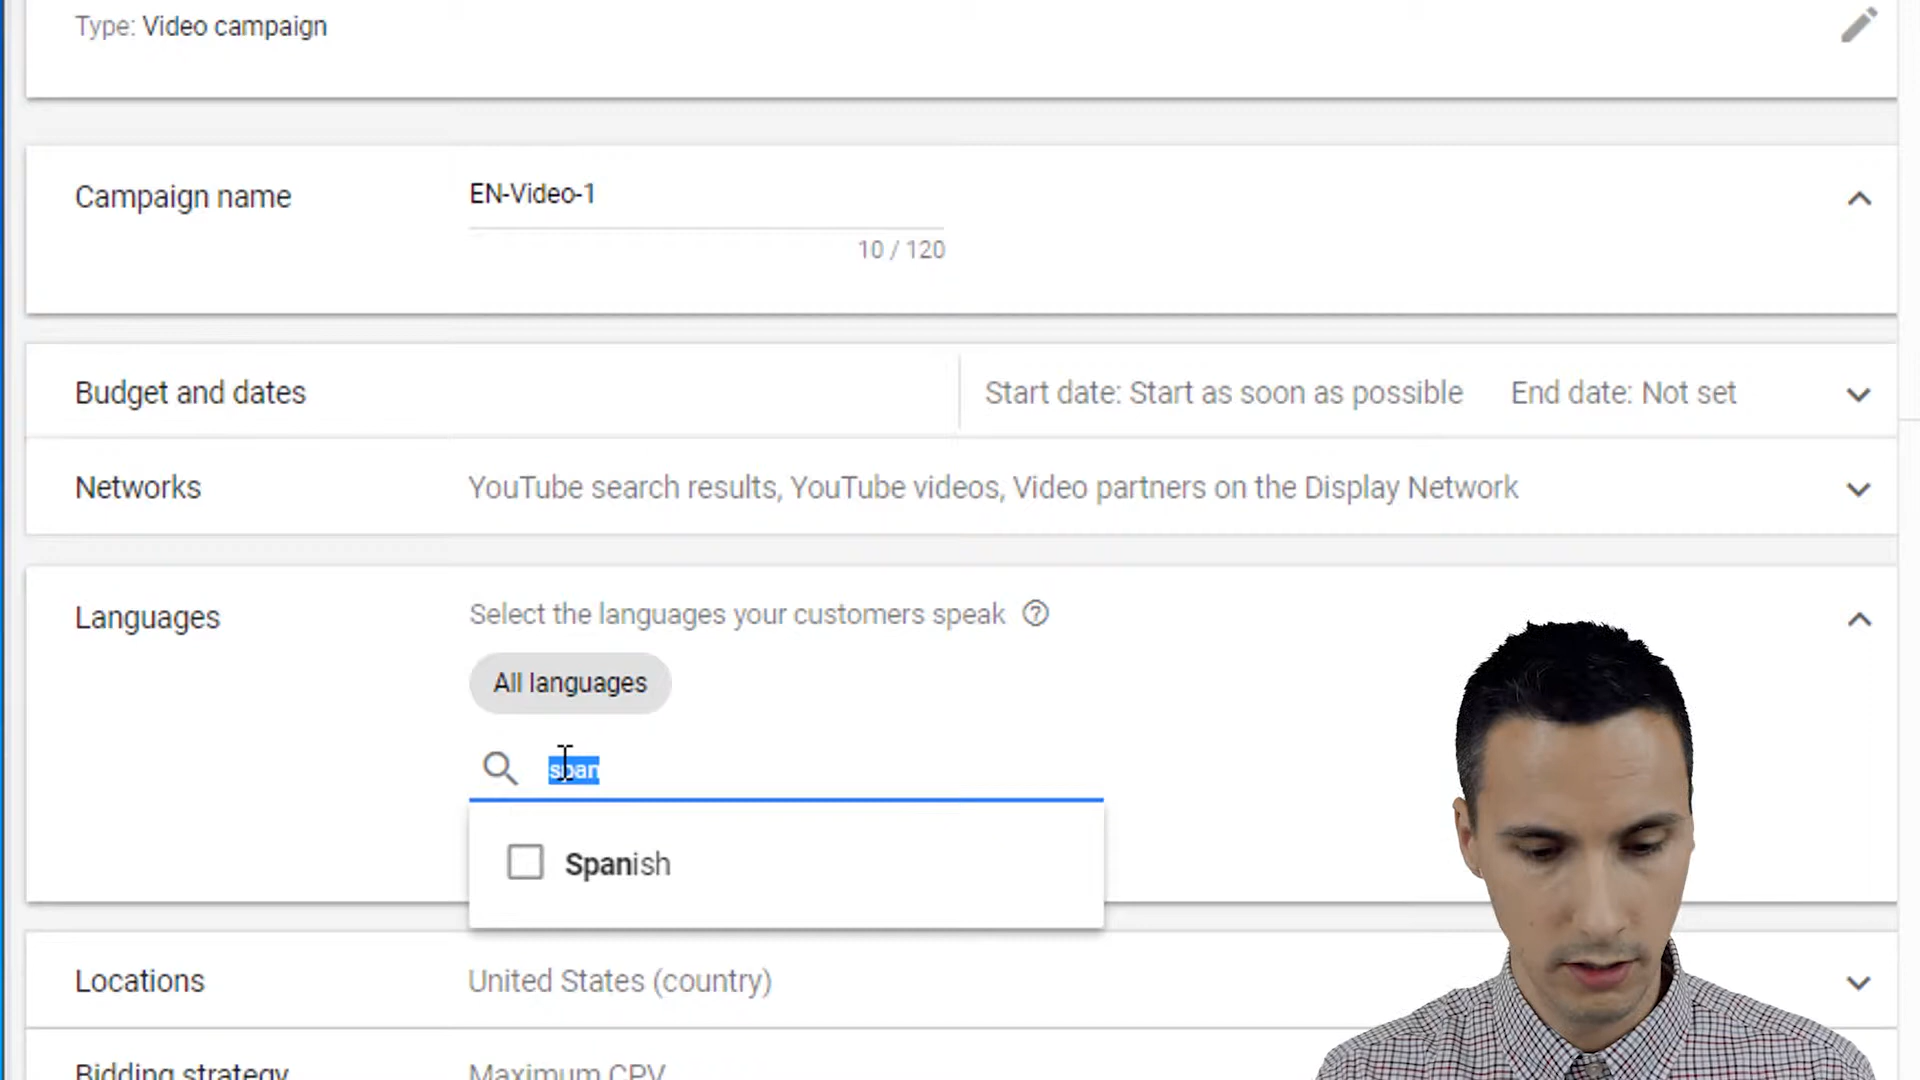 Type: Video campaign
Campaign name
EN-Video-1
10 / 120
Budget and dates
Start date: Start as soon as possible
End date: Not set
Networks
YouTube search results, YouTube videos, Video partners on the Display Network
Languages
Select the languages your customers speak
All languages
span
Spanish
Locations
United States (country)
Bidding strategy
Maximum CPV